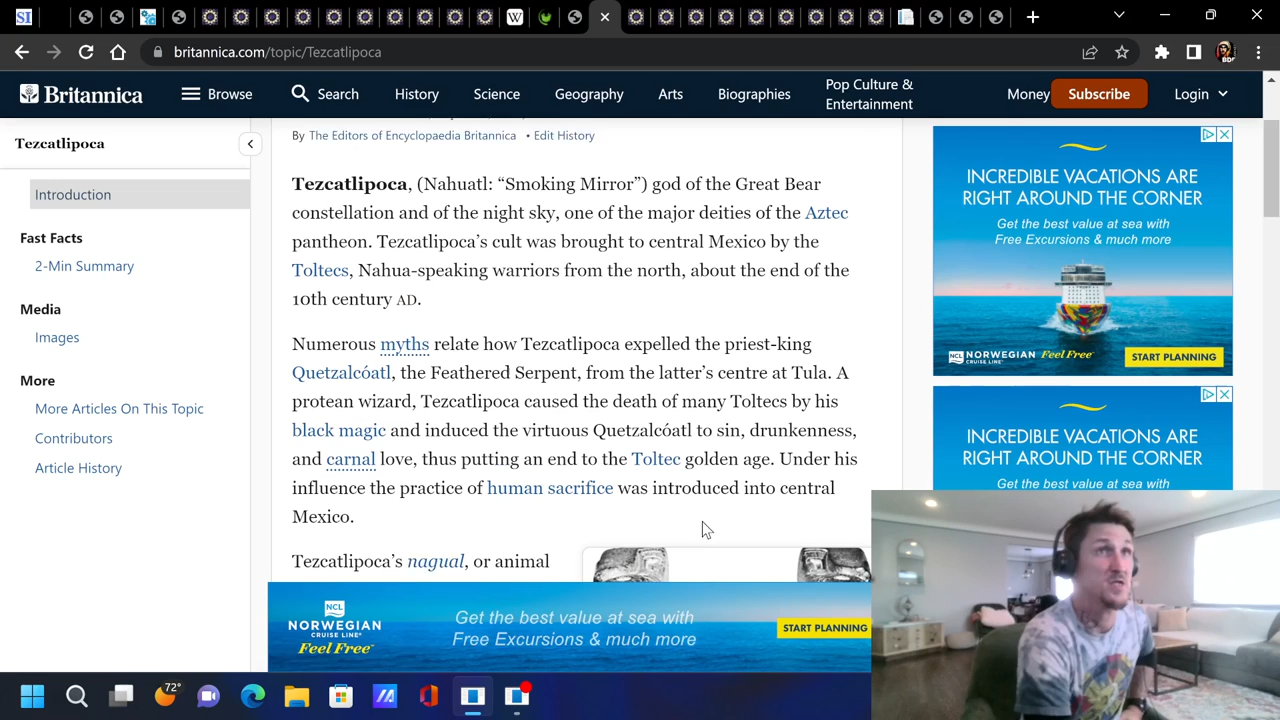 SI
W
britannica.com/topic/Tezcatlipoca
BDF
Britannica
Browse
Search
History
Science
Geography
Arts
Biographies
Pop Culture &
Entertainment
Money
Subscribe
Login
Tezcatlipoca
Introduction
Fast Facts
2-Min Summary
Media
Images
More
More Articles On This Topic
Contributors
Article History
By The Editors of Encyclopaedia Britannica • Edit History
Tezcatlipoca, (Nahuatl: “Smoking Mirror”) god of the Great Bear
constellation and of the night sky, one of the major deities of the Aztec
pantheon. Tezcatlipoca’s cult was brought to central Mexico by the
Toltecs, Nahua-speaking warriors from the north, about the end of the
10th century AD.
Numerous myths relate how Tezcatlipoca expelled the priest-king
Quetzalcóatl, the Feathered Serpent, from the latter’s centre at Tula. A
protean wizard, Tezcatlipoca caused the death of many Toltecs by his
black magic and induced the virtuous Quetzalcóatl to sin, drunkenness,
and carnal love, thus putting an end to the Toltec golden age. Under his
influence the practice of human sacrifice was introduced into central
Mexico.
Tezcatlipoca’s nagual, or animal
INCREDIBLE VACATIONS ARE
RIGHT AROUND THE CORNER
Get the best value at sea with
Free Excursions & much more
NCL NORWEGIAN CRUISE LINE Feel Free
START PLANNING
INCREDIBLE VACATIONS ARE
RIGHT AROUND THE CORNER
Get the best value at sea with
NCL
NORWEGIAN
CRUISE LINE
Feel Free
Get the best value at sea with
Free Excursions & much more
START PLANNING
72°